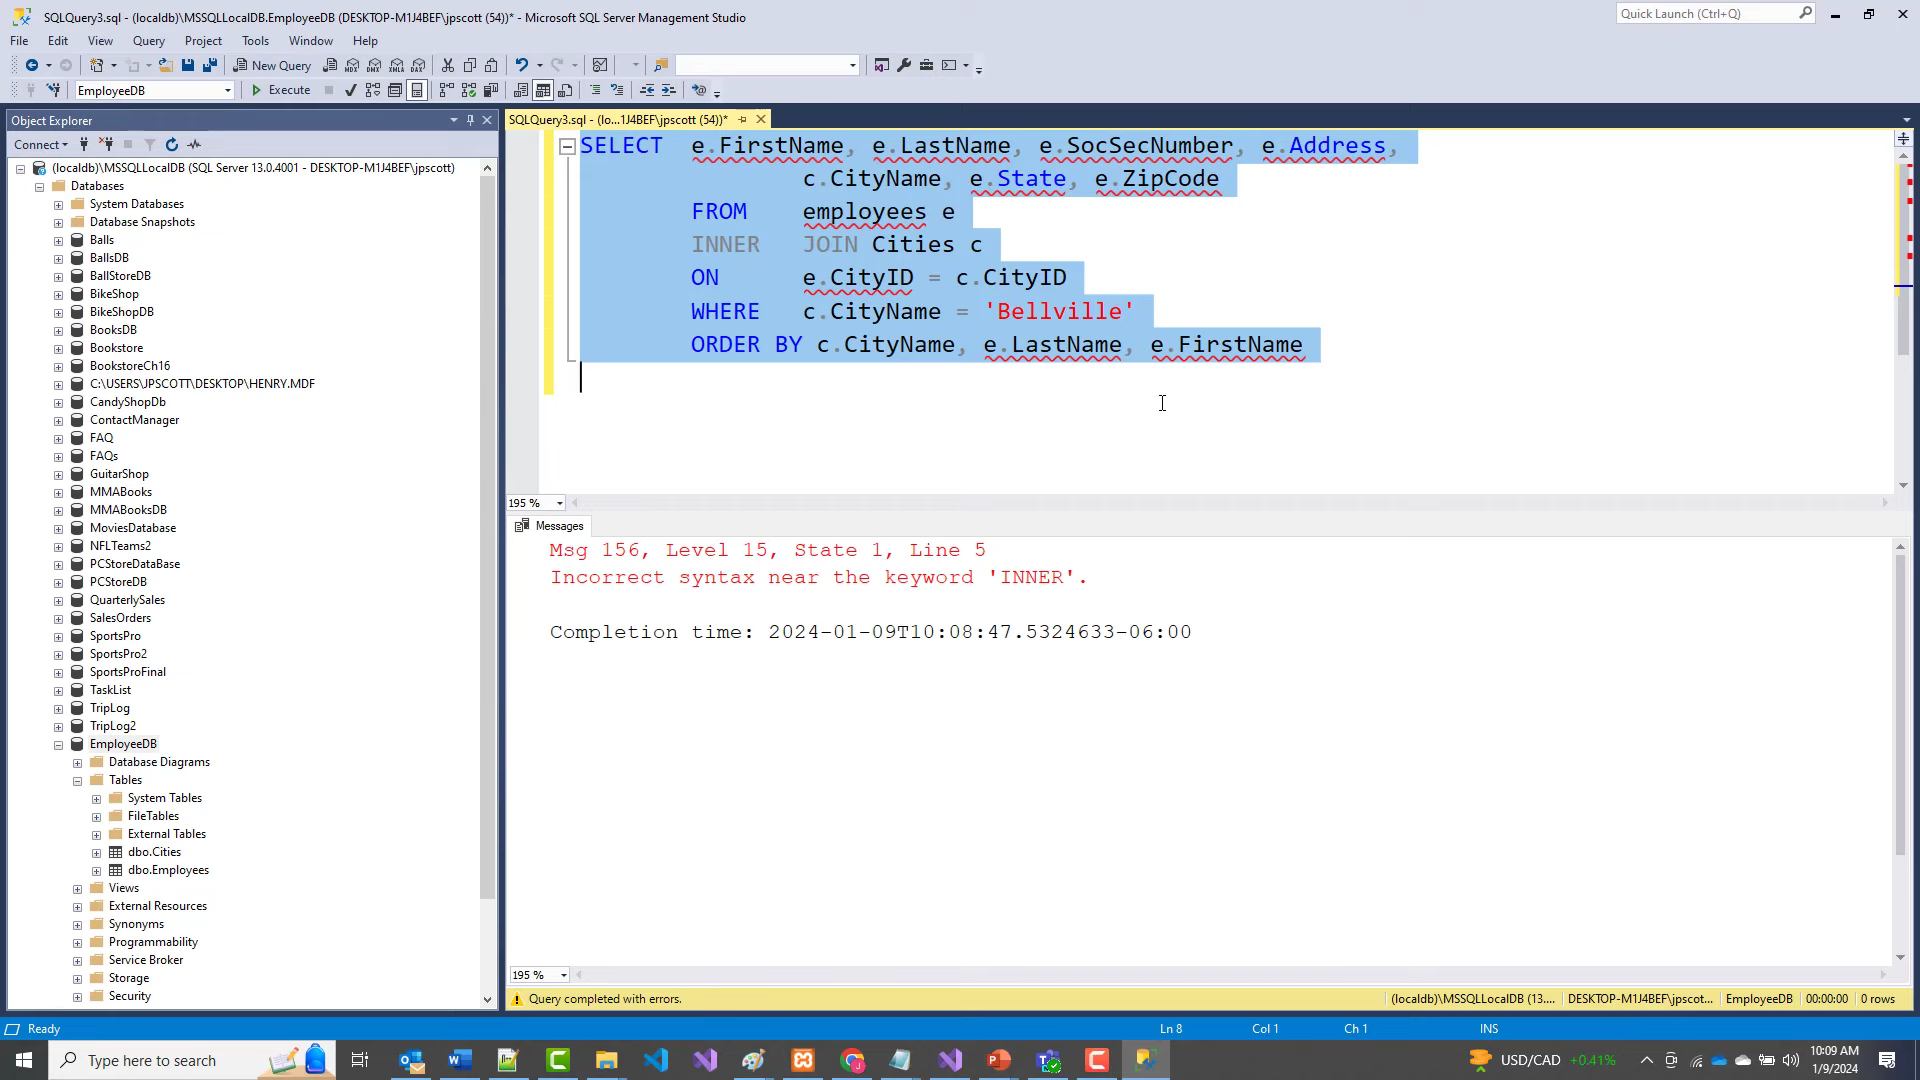 SQLQuery3.sql - (localdb)\MSSQLLocalDB.EmployeeDB (DESKTOP-M1J4BEF\jpscott (54))* - Microsoft SQL Server Management Studio
Quick Launch (Ctrl+Q)
File Edit View Query Project Tools Window Help
New Query
EmployeeDB
Execute
Object Explorer
Connect
(localdb)\MSSQLLocalDB (SQL Server 13.0.4001 - DESKTOP-M1J4BEF\jpscott)
Databases
System Databases
Database Snapshots
Balls
BallsDB
BallStoreDB
BikeShop
BikeShopDB
BooksDB
Bookstore
BookstoreCh16
C:\USERS\JPSCOTT\DESKTOP\HENRY.MDF
CandyShopDb
ContactManager
FAQ
FAQs
GuitarShop
MMABooks
MMABooksDB
MoviesDatabase
NFLTeams2
PCStoreDataBase
PCStoreDB
QuarterlySales
SalesOrders
SportsPro
SportsPro2
SportsProFinal
TaskList
TripLog
TripLog2
EmployeeDB
Database Diagrams
Tables
System Tables
FileTables
External Tables
dbo.Cities
dbo.Employees
Views
External Resources
Synonyms
Programmability
Service Broker
Storage
Security
SQLQuery3.sql - (lo...1J4BEF\jpscott (54))*
SELECT e.FirstName, e.LastName, e.SocSecNumber, e.Address,
c.CityName, e.State, e.ZipCode
FROM employees e
INNER JOIN Cities c
ON e.CityID = c.CityID
WHERE c.CityName = 'Bellville'
ORDER BY c.CityName, e.LastName, e.FirstName
195 %
Messages
Msg 156, Level 15, State 1, Line 5
Incorrect syntax near the keyword 'INNER'.
Completion time: 2024-01-09T10:08:47.5324633-06:00
195 %
Query completed with errors.
(localdb)\MSSQLLocalDB (13.... DESKTOP-M1J4BEF\jpscot... EmployeeDB 00:00:00 0 rows
Ready
Ln 8 Col 1 Ch 1 INS
Type here to search
USD/CAD +0.41%
10:09 AM
1/9/2024